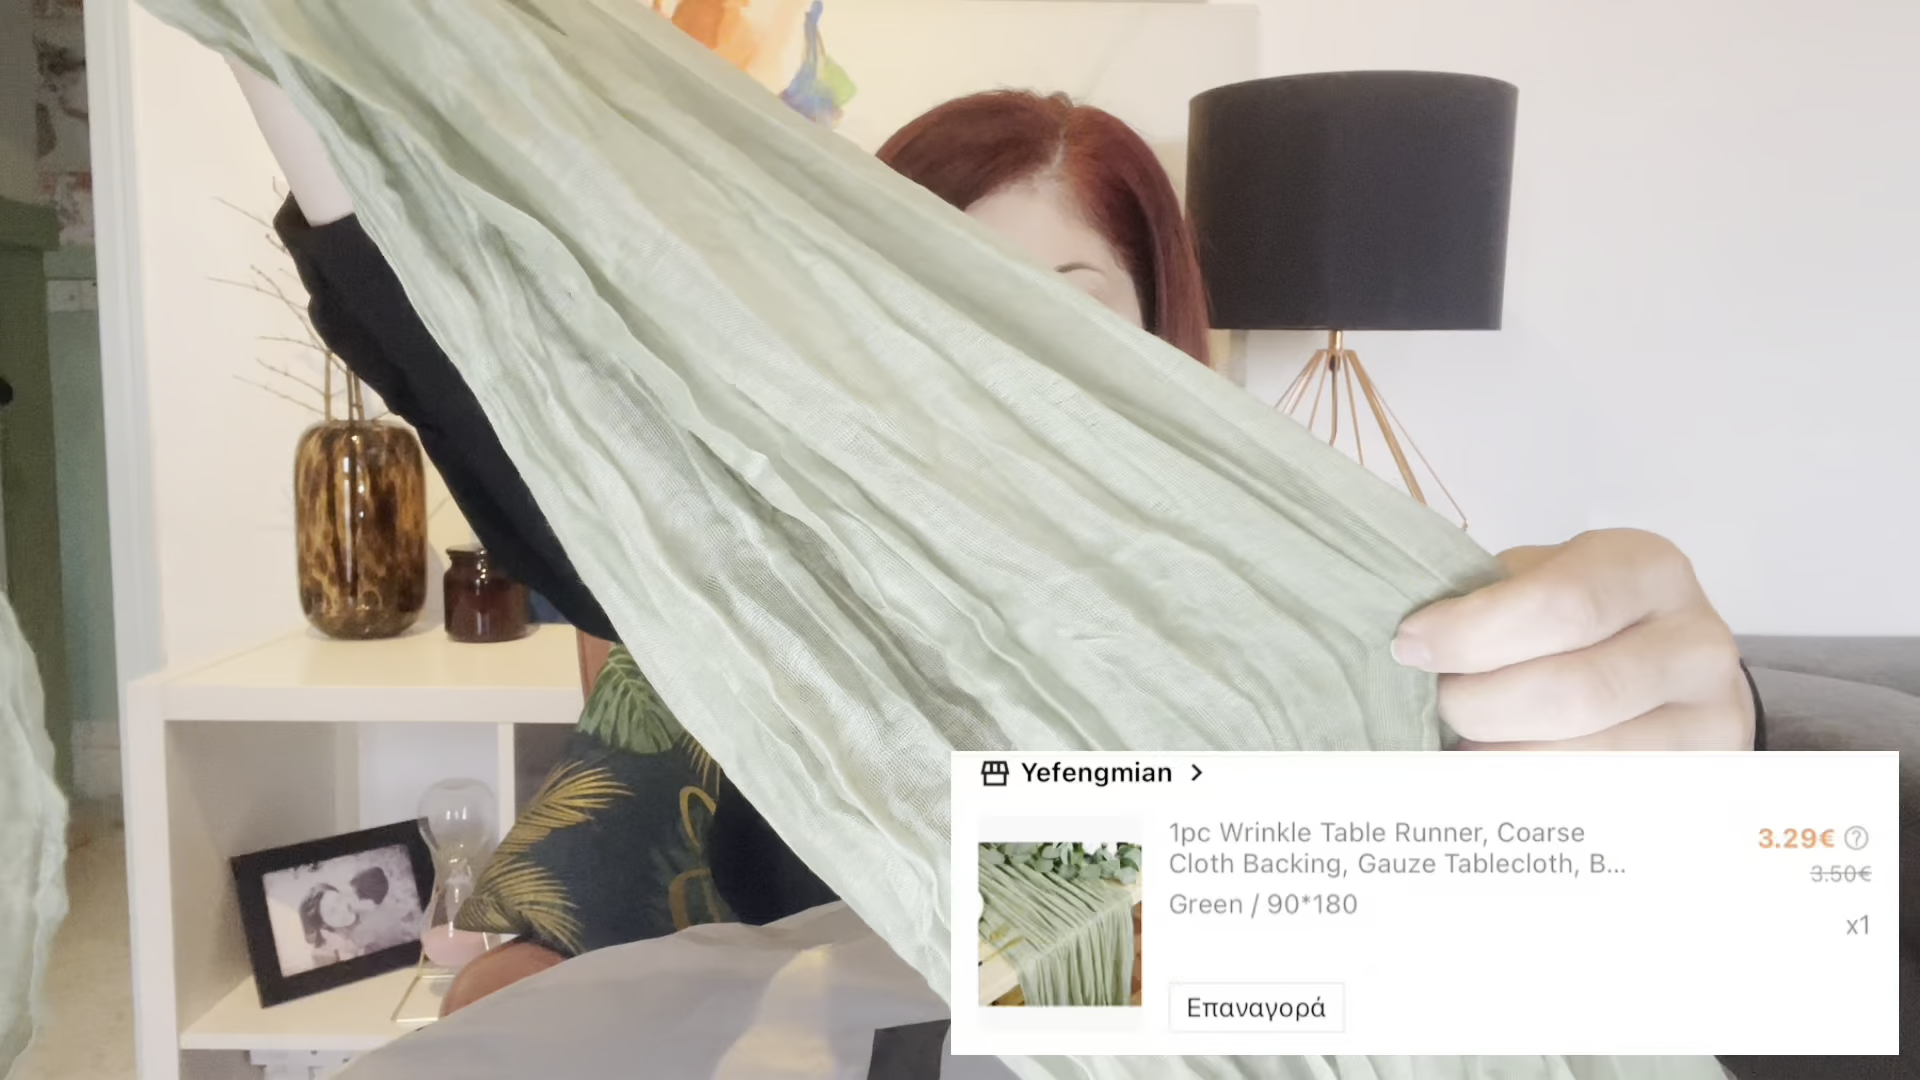 Yefengmian
1pc Wrinkle Table Runner, Coarse
Cloth Backing, Gauze Tablecloth, B...
Green / 90*180
3.29€
3.50€
x1
Επαναγορά